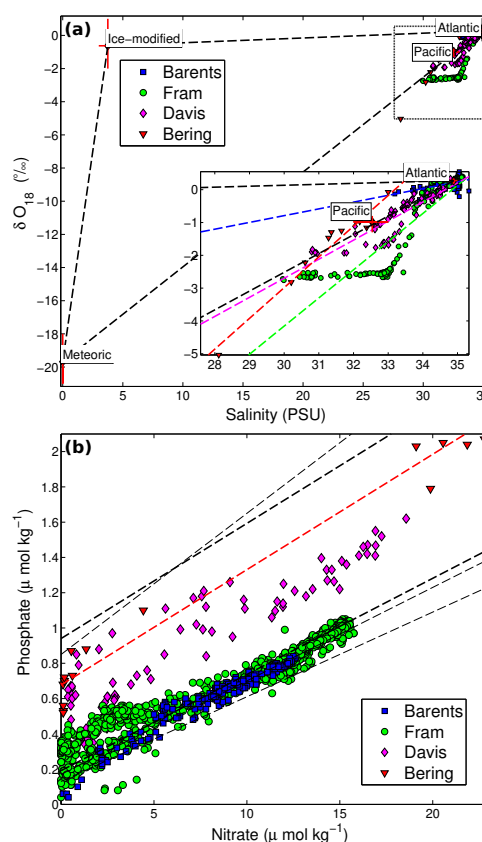 (a)
Ice-modified
Atlantic
Pacific
Barents
Fram
Davis
Bering
Meteoric
δ O18 (°/∞)
0
−2
−4
−6
−8
−10
−12
−14
−16
−18
−20
0 5 10 15 20 25 30 35
Salinity (PSU)
Atlantic
Pacific
0
−1
−2
−3
−4
−5
28 29 30 31 32 33 34 35
(b)
Phosphate (μ mol kg−1)
2
1.8
1.6
1.4
1.2
1
0.8
0.6
0.4
0.2
0
Barents
Fram
Davis
Bering
0 5 10 15 20
Nitrate (μ mol kg−1)